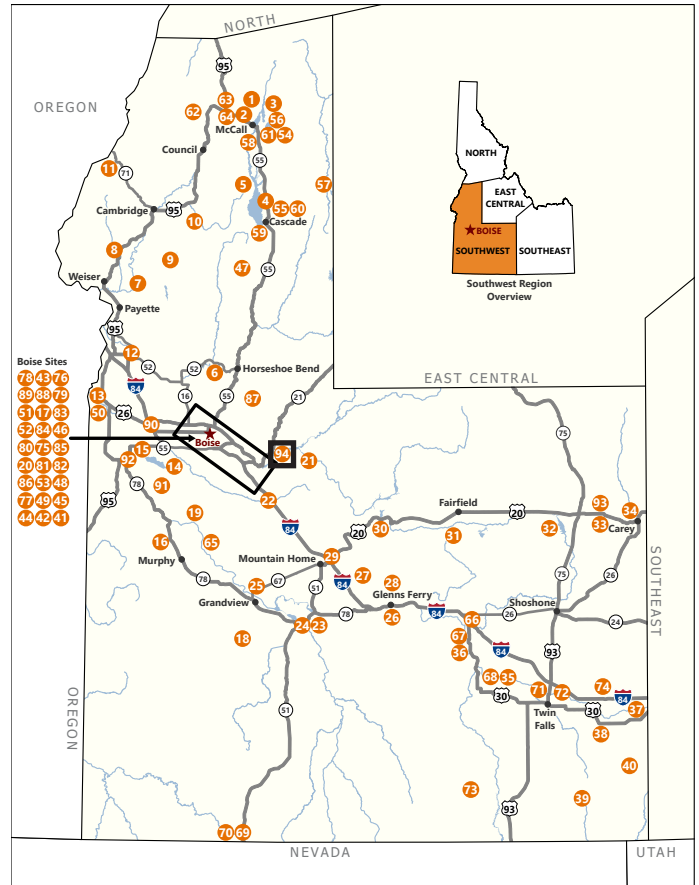 NORTH
95
OREGON
63
1
3
62
64
2
56
McCall
61
54
58
Council
55
11
71
5
57
4
Cambridge
95
55
60
10
Cascade
59
8
9
47
55
Weiser
7
Payette
95
12
52
52
6
Horseshoe Bend
84
16
55
87
21
13
50
26
90
Boise
15
55
92
14
94
21
78
91
95
22
84
19
16
65
Murphy
78
Mountain Home
67
25
Grandview
51
24
23
18
51
OREGON
70
69
NEVADA
UTAH
Boise Sites
78 43 76
89 88 79
51 17 83
52 84 46
80 75 85
20 81 82
86 53 48
77 49 45
44 42 41
NORTH
EAST
CENTRAL
BOISE
SOUTHWEST
SOUTHEAST
Southwest Region
Overview
EAST CENTRAL
75
Fairfield
20
93
34
30
20
31
32
33
Carey
29
27
84
28
Glenns Ferry
26
78
84
75
26
Shoshone
26
24
66
67
36
93
84
68
35
30
71
72
74
84
30
37
Twin
Falls
38
40
73
93
39
SOUTHEAST